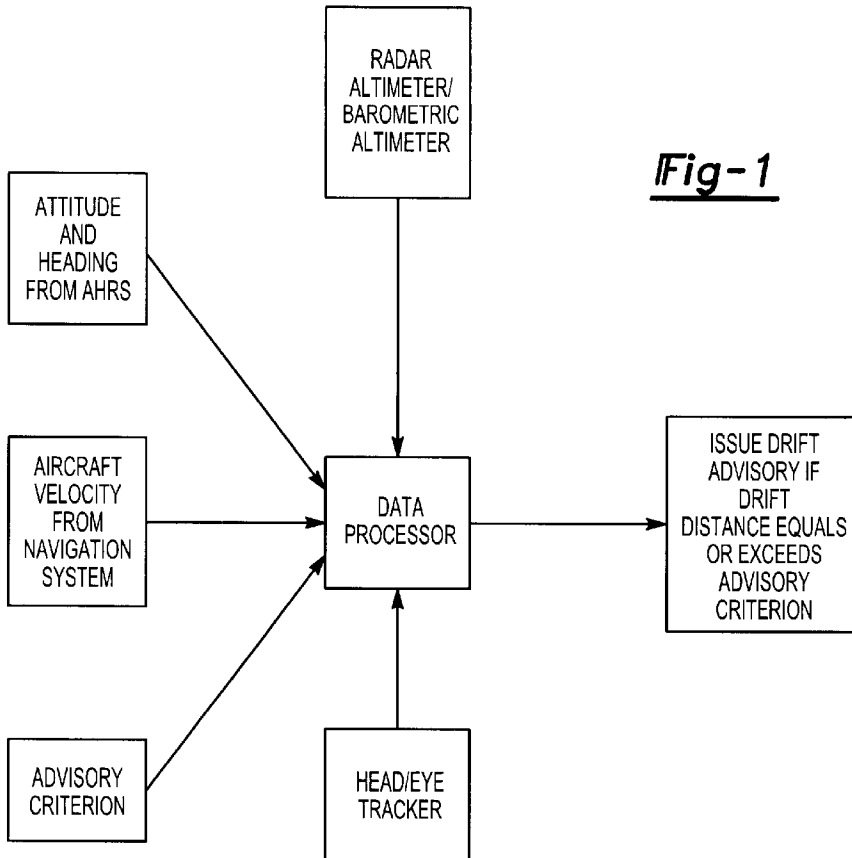 RADAR
ALTIMETER/
BAROMETRIC
ALTIMETER
Fig-1
ATTITUDE
AND
HEADING
FROM AHRS
AIRCRAFT
VELOCITY
FROM
NAVIGATION
SYSTEM
DATA
PROCESSOR
ISSUE DRIFT
ADVISORY IF
DRIFT
DISTANCE EQUALS
OR EXCEEDS
ADVISORY
CRITERION
ADVISORY
CRITERION
HEAD/EYE
TRACKER